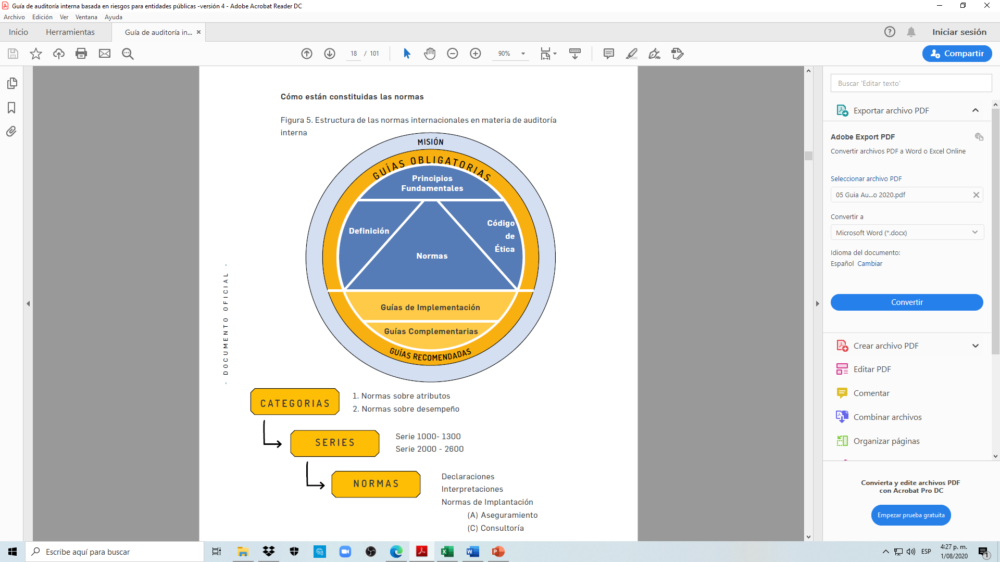 Guía de auditoría interna basada en riesgos para entidades públicas -versión 4 - Adobe Acrobat Reader DC
Archivo Edición Ver Ventana Ayuda
Inicio Herramientas Guía de auditoría in... Iniciar sesión
18 / 101 90% Compartir
Cómo están constituidas las normas
Figura 5. Estructura de las normas internacionales en materia de auditoría
interna
MISIÓN
GUÍAS OBLIGATORIAS
Principios
Fundamentales
Definición
Código
de
Ética
Normas
Guías de Implementación
Guías Complementarias
GUÍAS RECOMENDADAS
- DOCUMENTO OFICIAL -
CATEGORIAS
1. Normas sobre atributos
2. Normas sobre desempeño
SERIES
Serie 1000- 1300
Serie 2000 - 2600
NORMAS
Declaraciones
Interpretaciones
Normas de Implantación
(A) Aseguramiento
(C) Consultoría
Buscar 'Editar texto'
Exportar archivo PDF
Adobe Export PDF
Convertir archivos PDF a Word o Excel Online
Seleccionar archivo PDF
05 Guia Au...o 2020.pdf
Convertir a
Microsoft Word (*.docx)
Idioma del documento:
Español Cambiar
Convertir
Crear archivo PDF
Editar PDF
Comentar
Combinar archivos
Organizar páginas
Convierta y edite archivos PDF
con Acrobat Pro DC
Empezar prueba gratuita
Escribe aquí para buscar
ESP
4:27 p. m.
1/08/2020
1